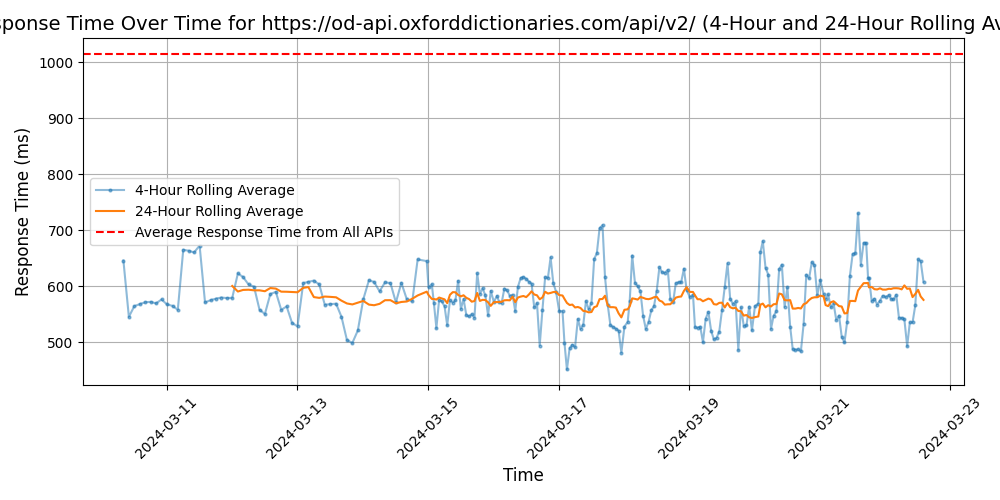 sponse Time Over Time for https://od-api.oxforddictionaries.com/api/v2/ (4-Hour and 24-Hour Rolling Av
Response Time (ms)
1000
900
800
700
600
500
4-Hour Rolling Average
24-Hour Rolling Average
Average Response Time from All APIs
2024-03-11
2024-03-13
2024-03-15
2024-03-17
2024-03-19
2024-03-21
2024-03-23
Time